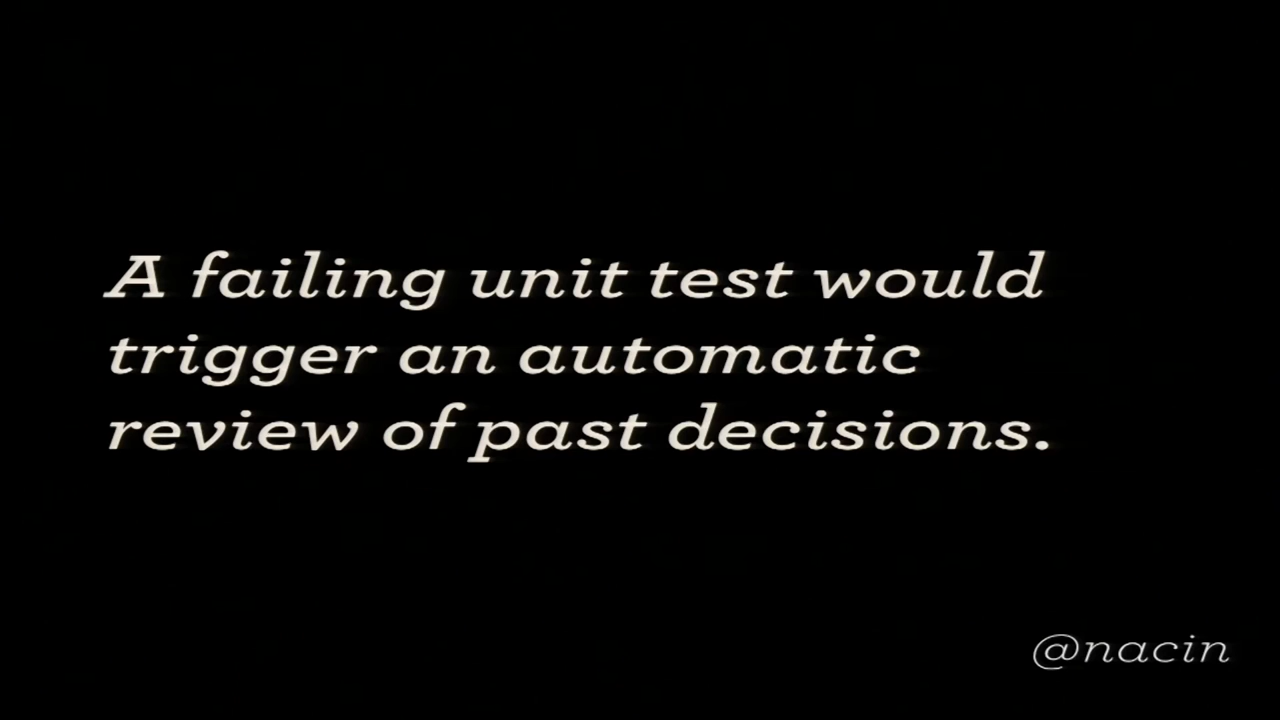 A failing unit test would
trigger an automatic
review of past decisions.
@nacin